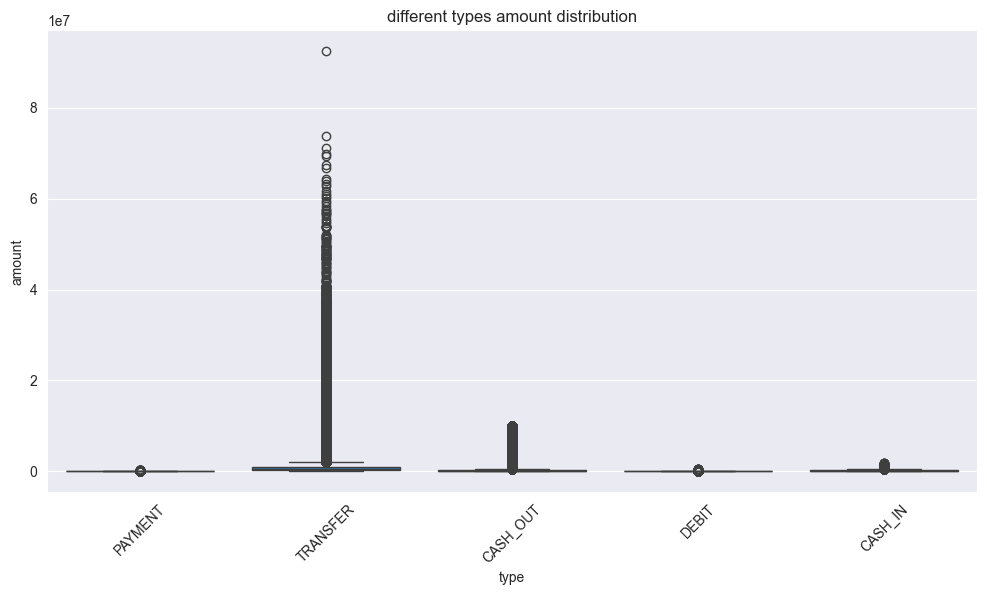 different types amount distribution
1e7
8
6
4
2
0
amount
PAYMENT
TRANSFER
CASH_OUT
DEBIT
CASH_IN
type